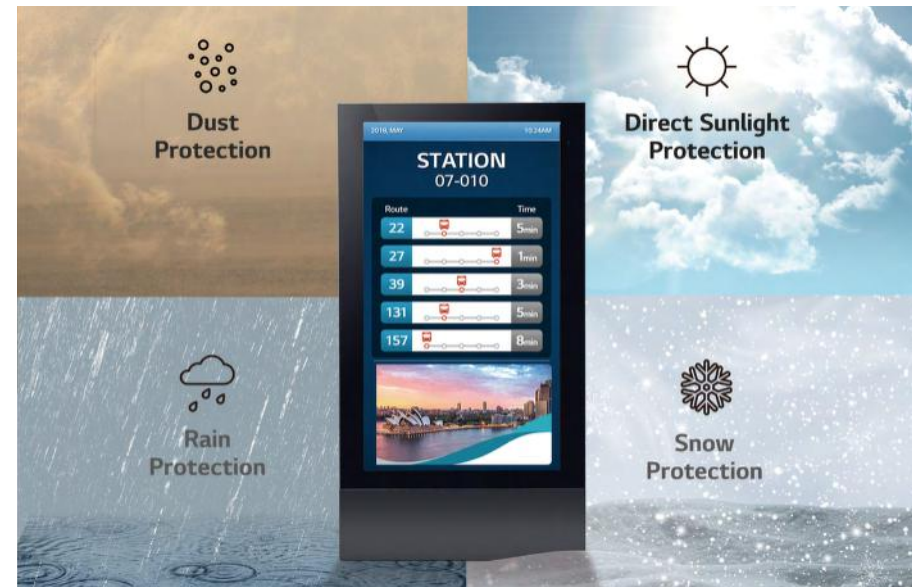 Dust
Protection
Direct Sunlight
Protection
2016, MAY 10:24AM
STATION
07-010
Route Time
22 5min
27 1min
39 3min
131 5min
157 8min
Rain
Protection
Snow
Protection